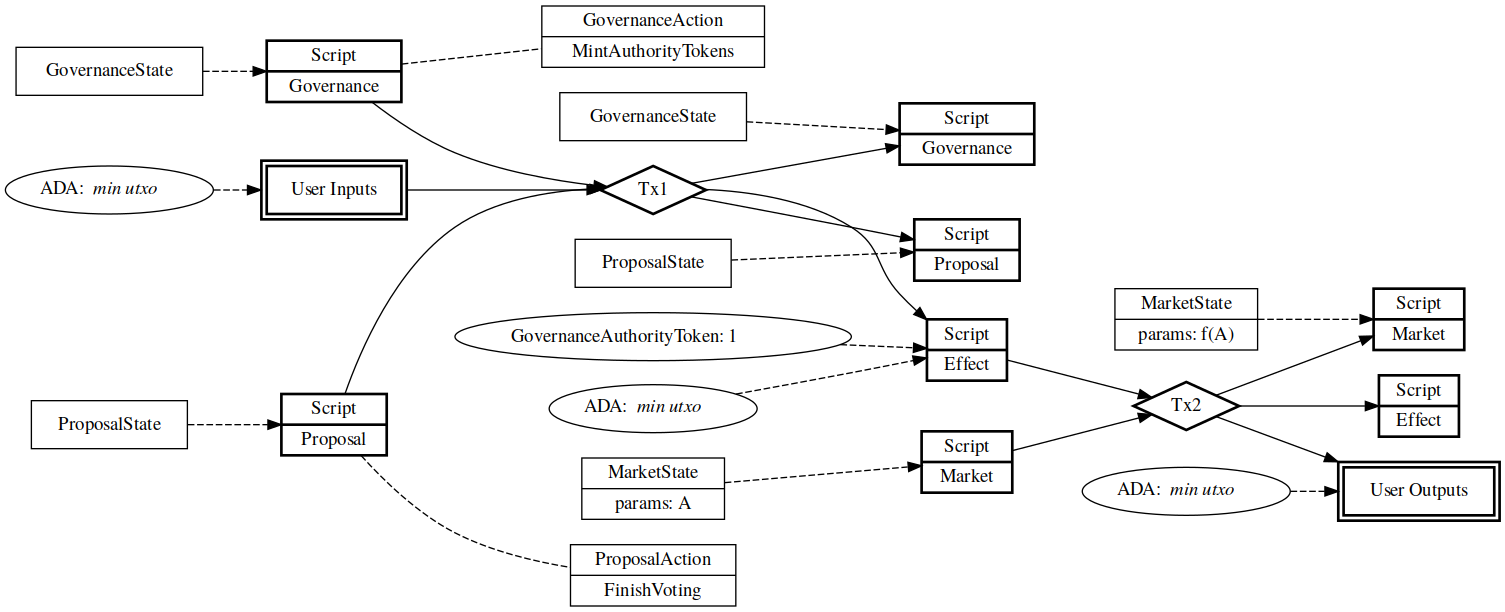 GovernanceAction
MintAuthorityTokens
Script
Governance
GovernanceState
GovernanceState
Script
Governance
ADA: min utxo
User Inputs
Tx1
Script
Proposal
ProposalState
GovernanceAuthorityToken: 1
Script
Effect
MarketState
params: f(A)
Script
Market
ADA: min utxo
Tx2
Script
Effect
Script
Proposal
ProposalState
Script
Market
MarketState
params: A
ADA: min utxo
User Outputs
ProposalAction
FinishVoting